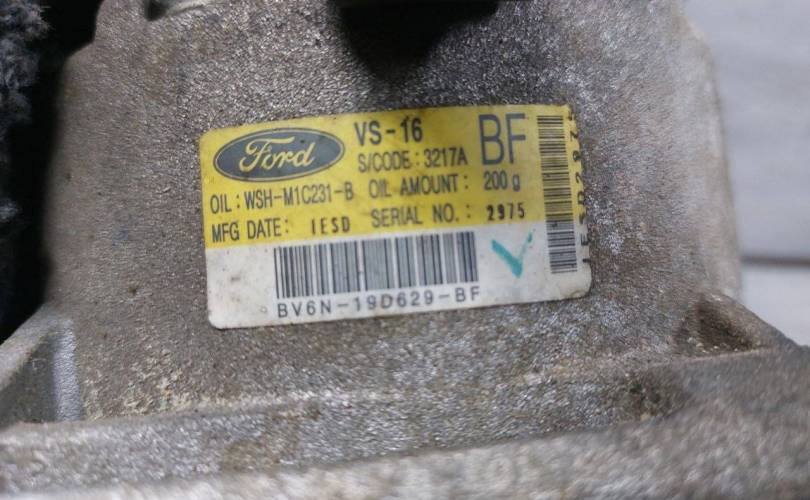 Ford VS-16 BF
S/CODE : 3217A
OIL : WSH-M1C231-B OIL AMOUNT : 200 g
MFG DATE : 1ESD SERIAL NO. : 2975
BV6N-19D629-BF